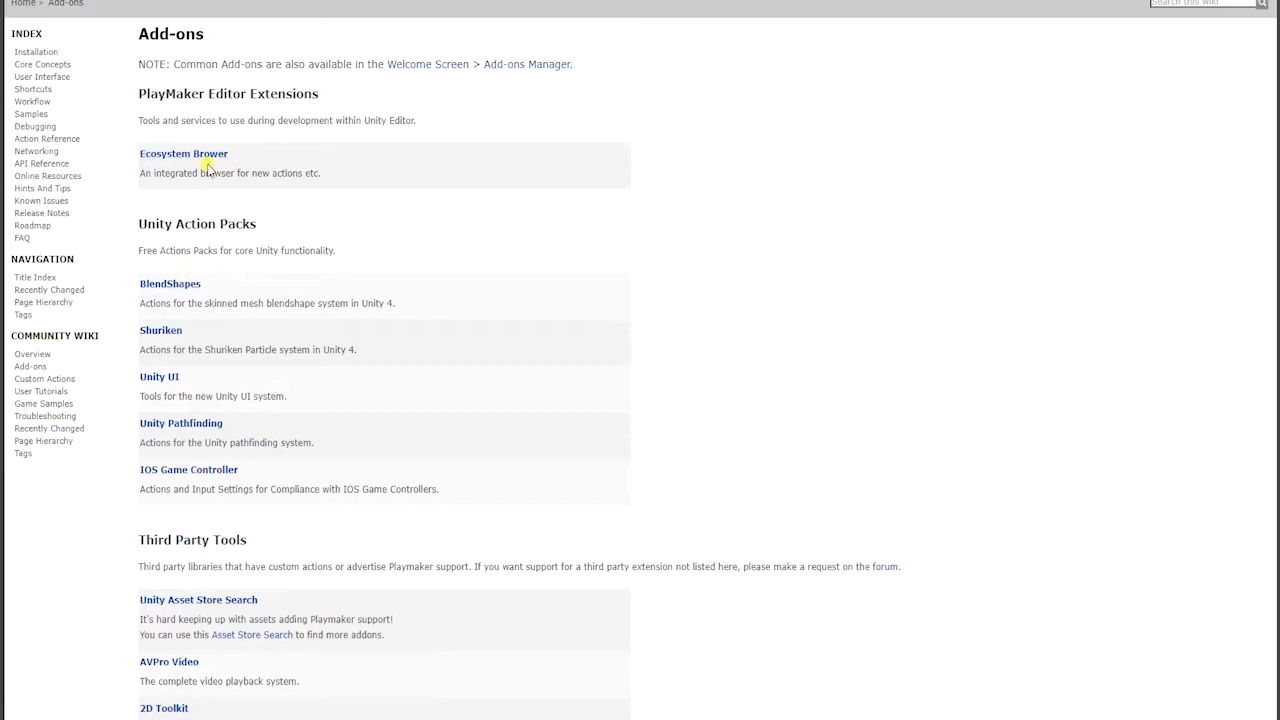 Home » Add-ons
Search this wiki
INDEX
Installation
Core Concepts
User Interface
Shortcuts
Workflow
Samples
Debugging
Action Reference
Networking
API Reference
Online Resources
Hints And Tips
Known Issues
Release Notes
Roadmap
FAQ
NAVIGATION
Title Index
Recently Changed
Page Hierarchy
Tags
COMMUNITY WIKI
Overview
Add-ons
Custom Actions
User Tutorials
Game Samples
Troubleshooting
Recently Changed
Page Hierarchy
Tags
Add-ons
NOTE: Common Add-ons are also available in the Welcome Screen > Add-ons Manager.
PlayMaker Editor Extensions
Tools and services to use during development within Unity Editor.
Ecosystem Brower
An integrated browser for new actions etc.
Unity Action Packs
Free Actions Packs for core Unity functionality.
BlendShapes
Actions for the skinned mesh blendshape system in Unity 4.
Shuriken
Actions for the Shuriken Particle system in Unity 4.
Unity UI
Tools for the new Unity UI system.
Unity Pathfinding
Actions for the Unity pathfinding system.
IOS Game Controller
Actions and Input Settings for Compliance with IOS Game Controllers.
Third Party Tools
Third party libraries that have custom actions or advertise Playmaker support. If you want support for a third party extension not listed here, please make a request on the forum.
Unity Asset Store Search
It's hard keeping up with assets adding Playmaker support!
You can use this Asset Store Search to find more addons.
AVPro Video
The complete video playback system.
2D Toolkit